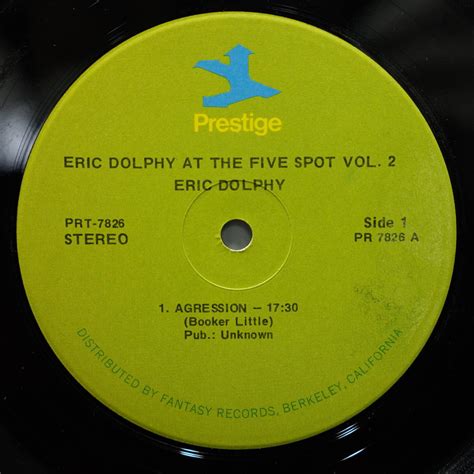 Prestige
ERIC DOLPHY AT THE FIVE SPOT VOL. 2
ERIC DOLPHY
PRT-7826
STEREO
Side 1
PR 7826 A
1. AGRESSION – 17:30
(Booker Little)
Pub.: Unknown
DISTRIBUTED BY FANTASY RECORDS, BERKELEY, CALIFORNIA